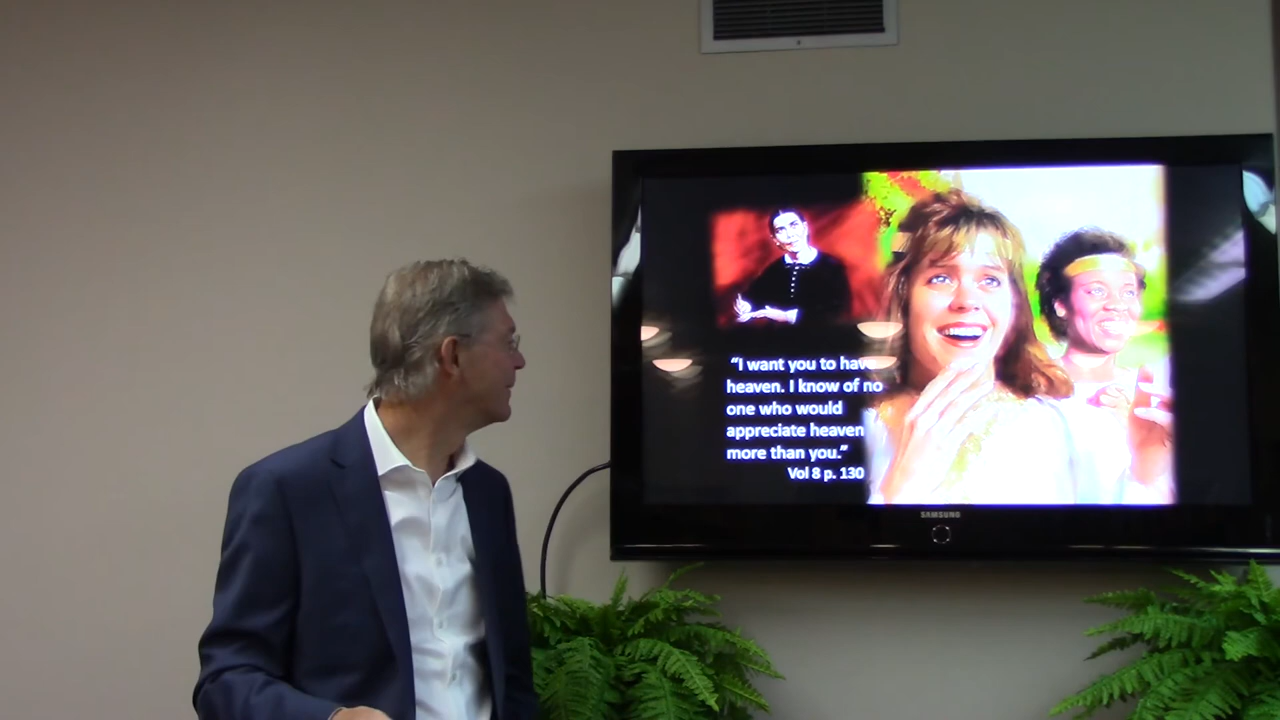 “I want you to have
heaven. I know of no
one who would
appreciate heaven
more than you.”
Vol 8 p. 130
SAMSUNG